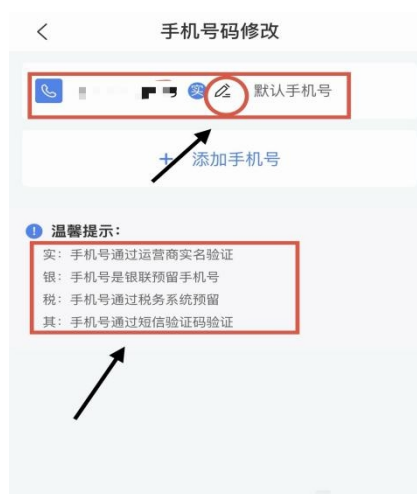 手机号码修改
实 默认手机号
+ 添加手机号
温馨提示：
实：手机号通过运营商实名验证
银：手机号是银联预留手机号
税：手机号通过税务系统预留
其：手机号通过短信验证码验证